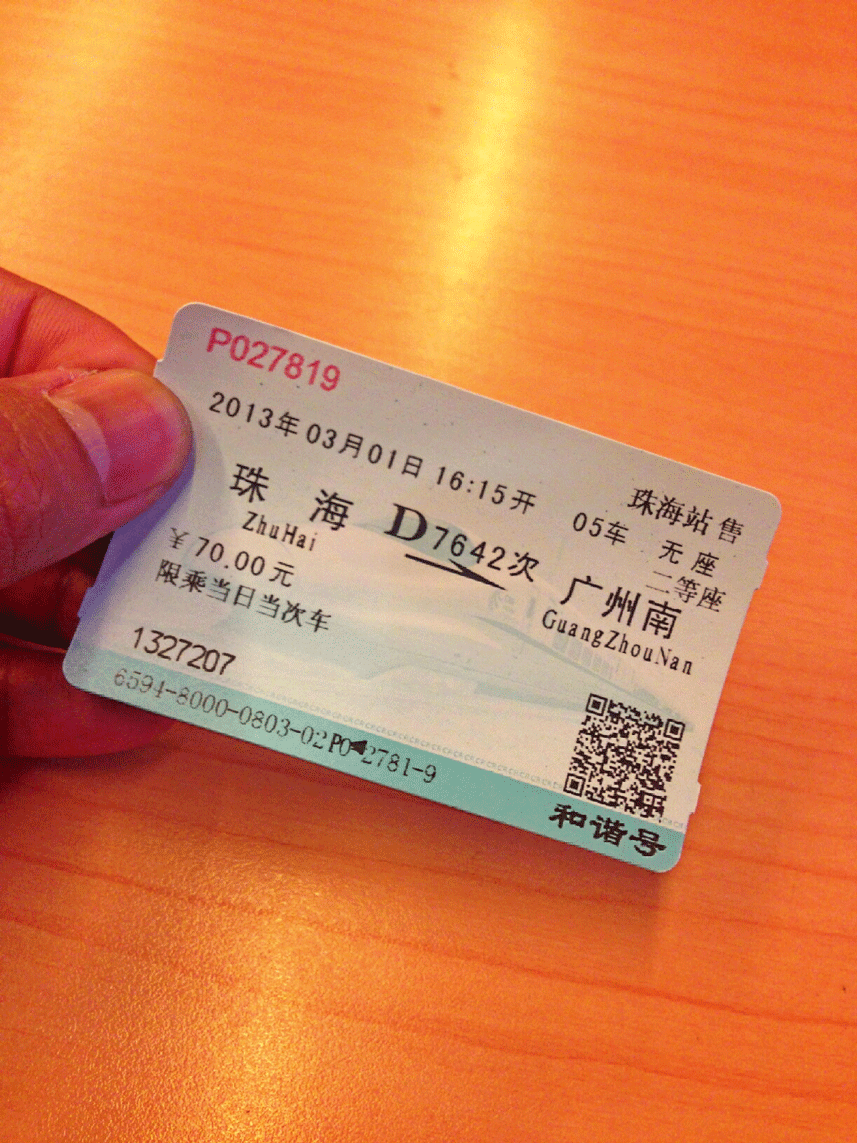 P027819
2013年03月01日 16:15开
珠海站 售
05车 无座
二等座
珠海 D7642次 广州南
ZhuHai GuangZhouNan
¥70.00元
限乘当日当次车
1327207
6594-8000-0803-02P0 2781-9
和谐号